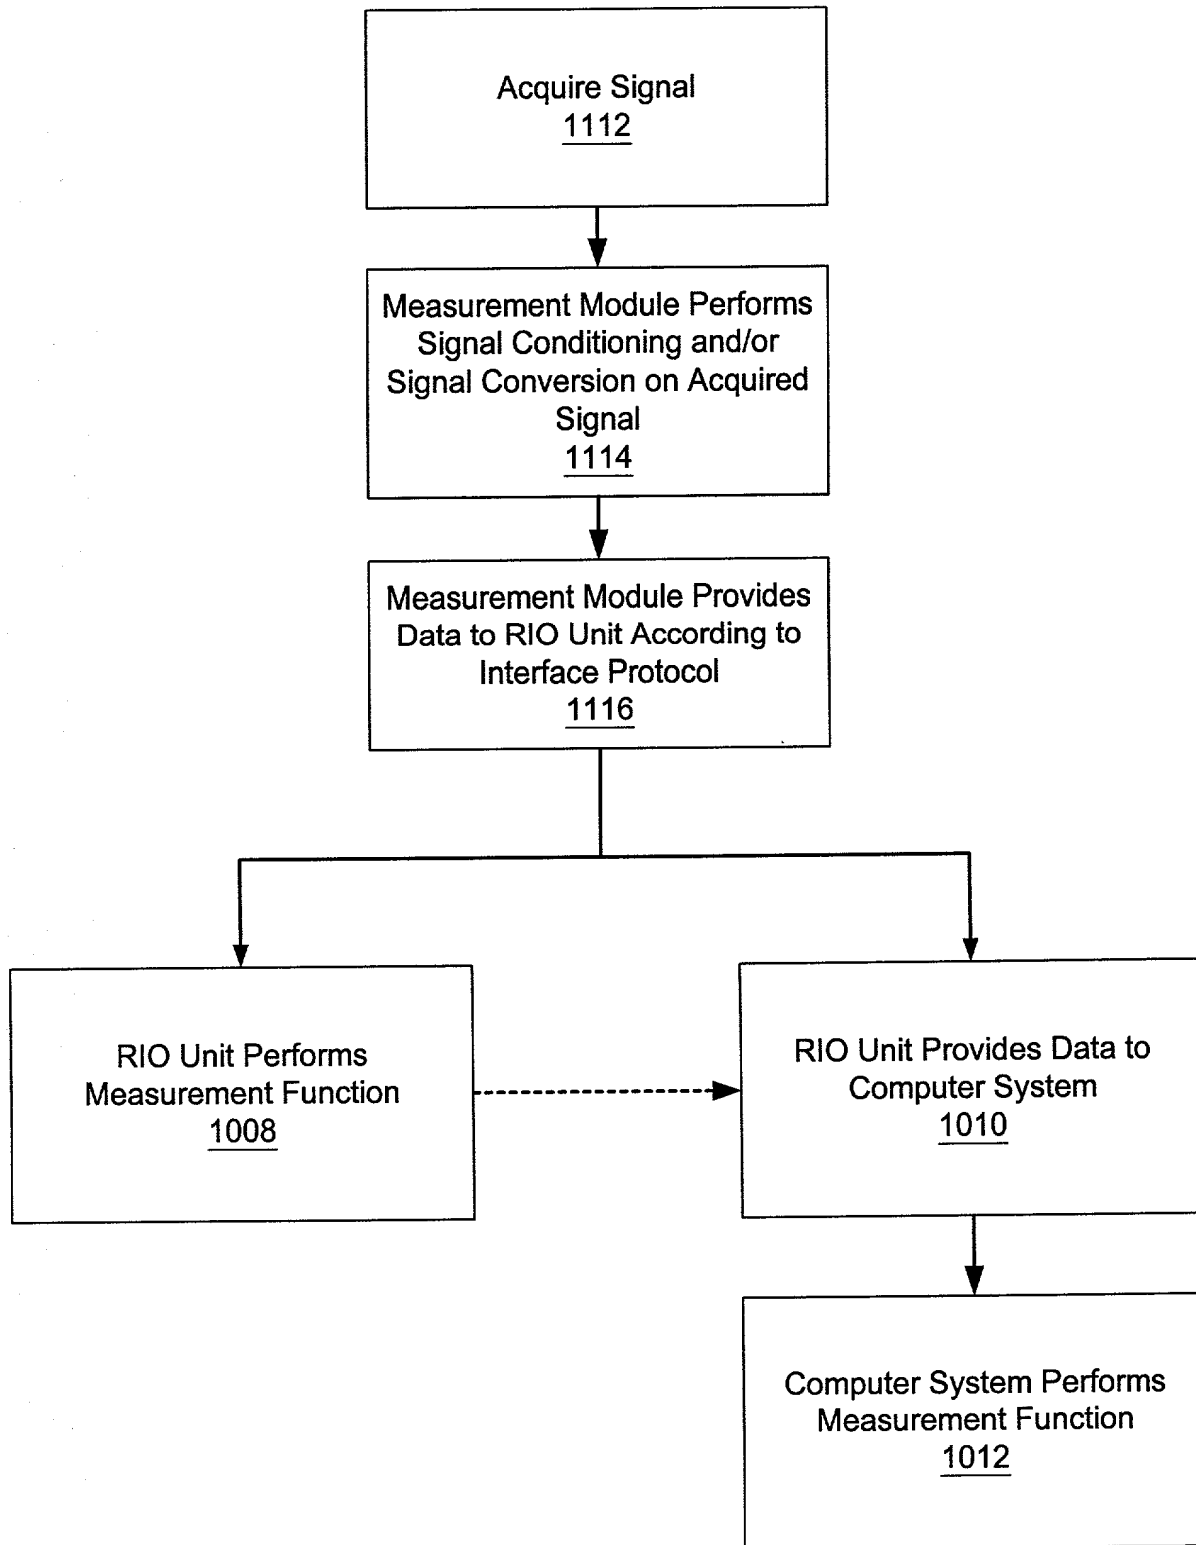 Acquire Signal
1112
Measurement Module Performs
Signal Conditioning and/or
Signal Conversion on Acquired
Signal
1114
Measurement Module Provides
Data to RIO Unit According to
Interface Protocol
1116
RIO Unit Performs
Measurement Function
1008
RIO Unit Provides Data to
Computer System
1010
Computer System Performs
Measurement Function
1012